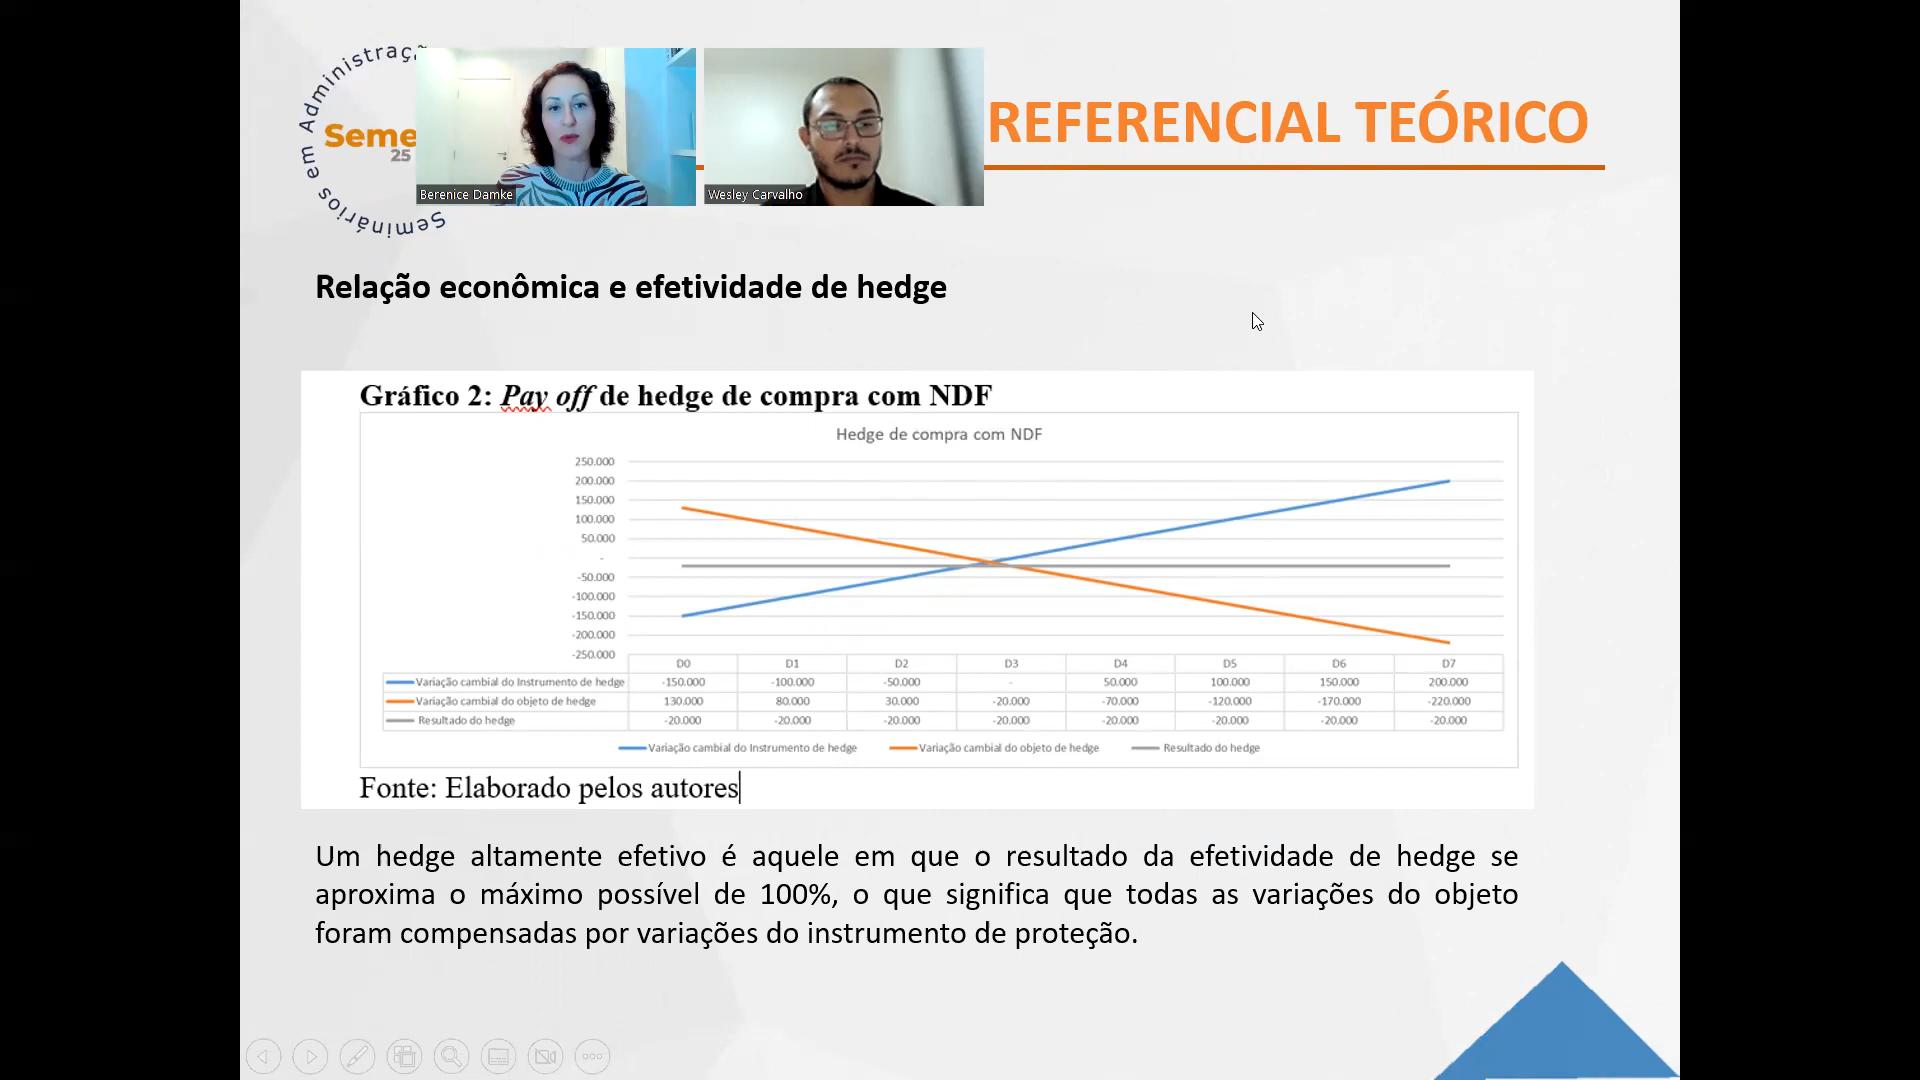 Seminários em Administraçã
Seme
25
Berenice Damke
Wesley Carvalho
REFERENCIAL TEÓRICO
Relação econômica e efetividade de hedge
Gráfico 2: Pay off de hedge de compra com NDF
Hedge de compra com NDF
250.000
200.000
150.000
100.000
50.000
-
-50.000
-100.000
-150.000
-200.000
-250.000
D0 D1 D2 D3 D4 D5 D6 D7
Variação cambial do Instrumento de hedge -150.000 -100.000 -50.000 - 50.000 100.000 150.000 200.000
Variação cambial do objeto de hedge 130.000 80.000 30.000 -20.000 -70.000 -120.000 -170.000 -220.000
Resultado do hedge -20.000 -20.000 -20.000 -20.000 -20.000 -20.000 -20.000 -20.000
Variação cambial do Instrumento de hedge Variação cambial do objeto de hedge Resultado do hedge
Fonte: Elaborado pelos autores
Um hedge altamente efetivo é aquele em que o resultado da efetividade de hedge se
aproxima o máximo possível de 100%, o que significa que todas as variações do objeto
foram compensadas por variações do instrumento de proteção.